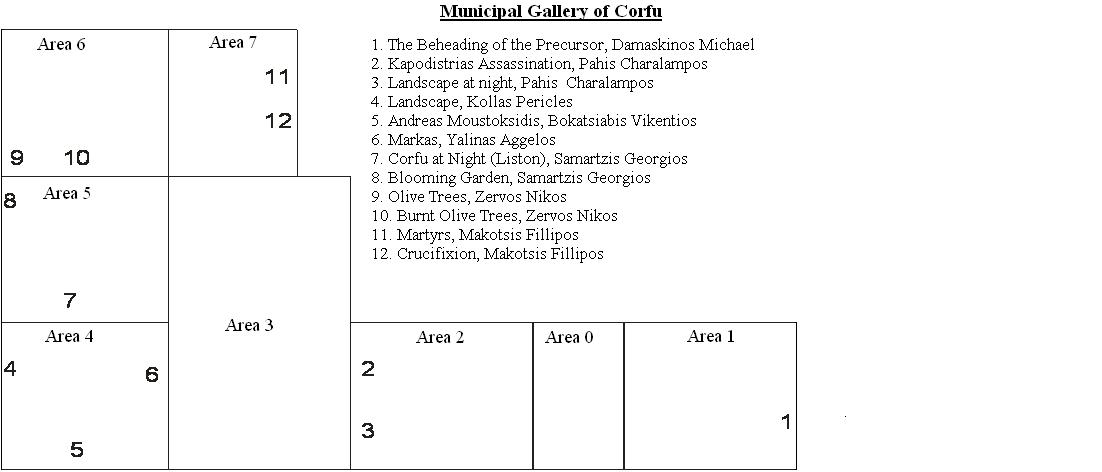 Municipal Gallery of Corfu
Area 6
Area 7
11
12
9 10
1. The Beheading of the Precursor, Damaskinos Michael
2. Kapodistrias Assassination, Pahis Charalampos
3. Landscape at night, Pahis Charalampos
4. Landscape, Kollas Pericles
5. Andreas Moustoksidis, Bokatsiabis Vikentios
6. Markas, Yalinas Aggelos
7. Corfu at Night (Liston), Samartzis Georgios
8. Blooming Garden, Samartzis Georgios
9. Olive Trees, Zervos Nikos
10. Burnt Olive Trees, Zervos Nikos
11. Martyrs, Makotsis Fillipos
12. Crucifixion, Makotsis Fillipos
8
Area 5
7
Area 3
Area 4
4
6
5
Area 2
2
3
Area 0
Area 1
1